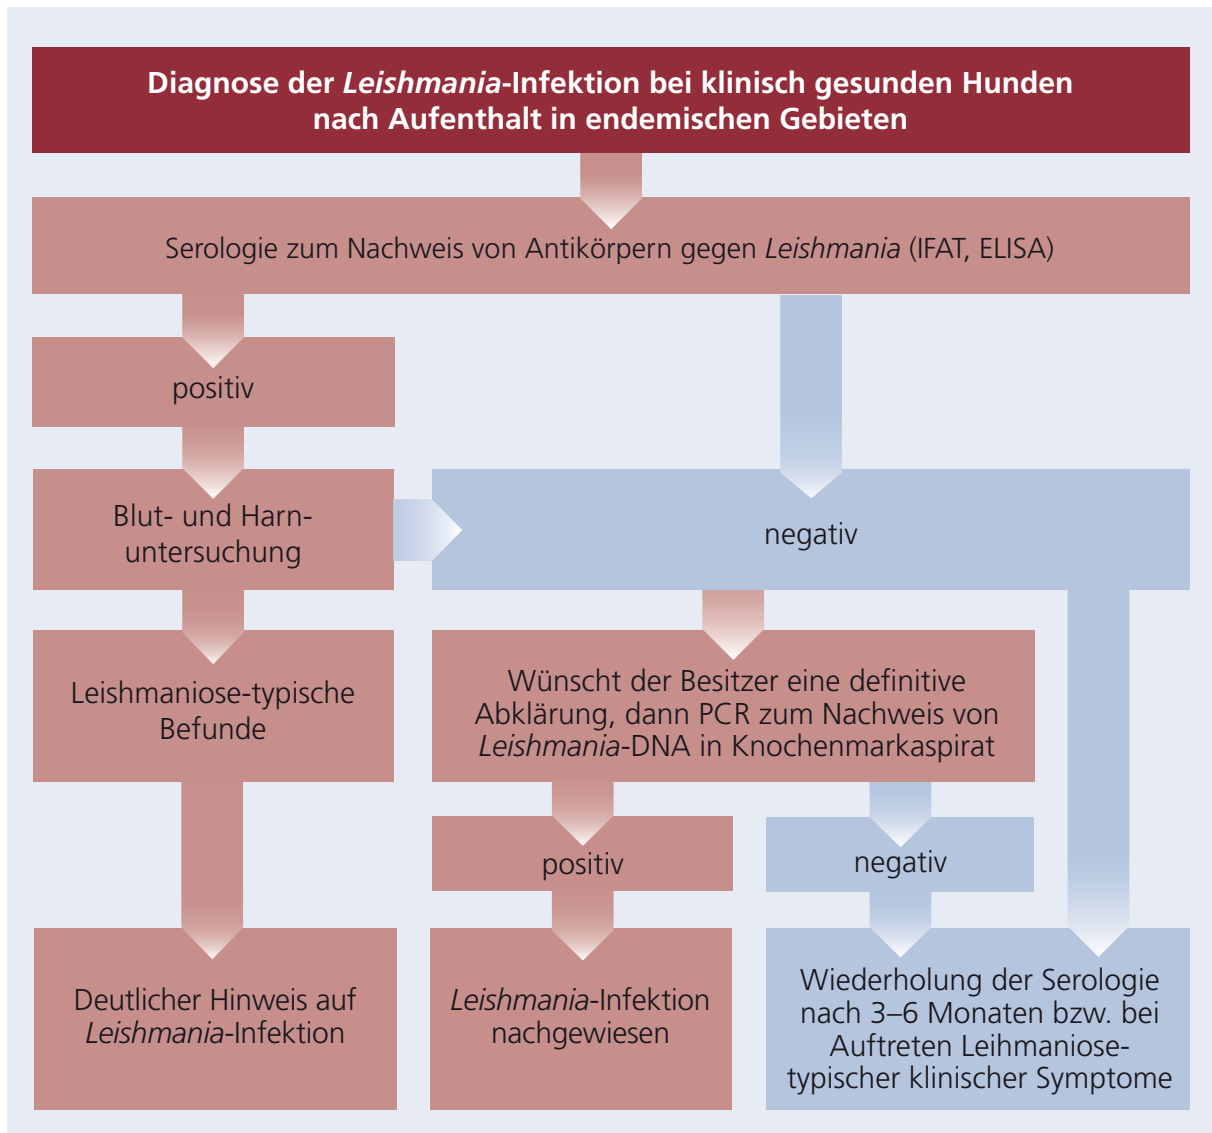 Diagnose der Leishmania-Infektion bei klinisch gesunden Hunden
nach Aufenthalt in endemischen Gebieten
Serologie zum Nachweis von Antikörpern gegen Leishmania (IFAT, ELISA)
positiv
Blut- und Harn-
untersuchung
negativ
Leishmaniose-typische
Befunde
Wünscht der Besitzer eine definitive
Abklärung, dann PCR zum Nachweis von
Leishmania-DNA in Knochenmarkaspirat
positiv
negativ
Deutlicher Hinweis auf
Leishmania-Infektion
Leishmania-Infektion
nachgewiesen
Wiederholung der Serologie
nach 3–6 Monaten bzw. bei
Auftreten Leihmaniose-
typischer klinischer Symptome